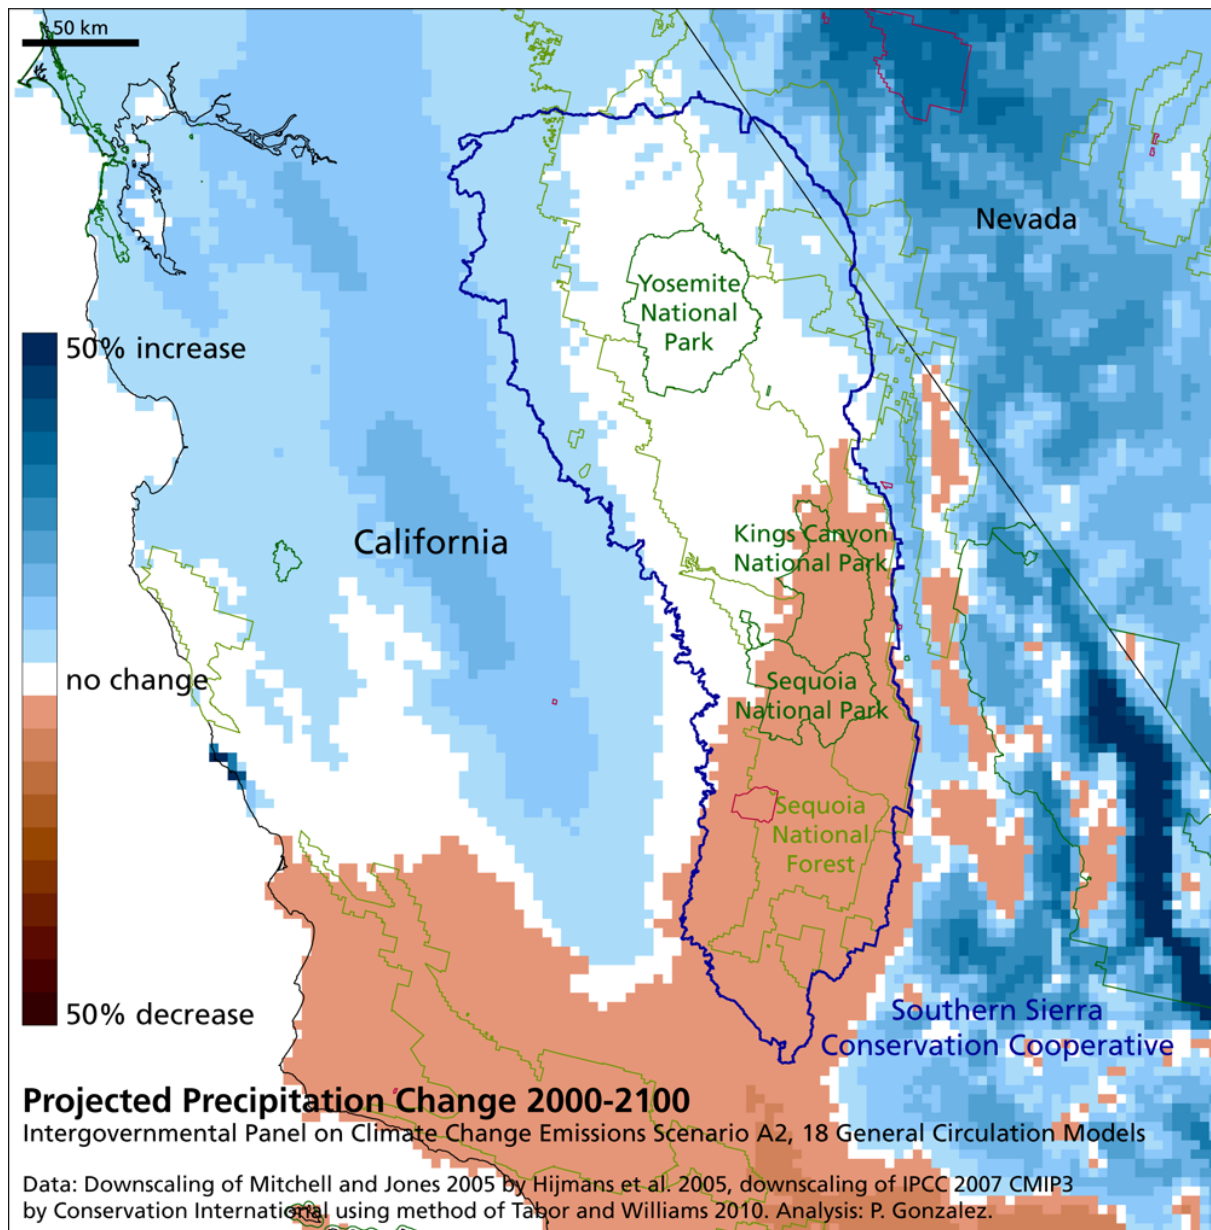 50 km
Nevada
Yosemite
National
Park
50% increase
California
Kings Canyon
National Park
no change
Sequoia
National Park
Sequoia
National
Forest
50% decrease
Southern Sierra
Conservation Cooperative
Projected Precipitation Change 2000-2100
Intergovernmental Panel on Climate Change Emissions Scenario A2, 18 General Circulation Models
Data: Downscaling of Mitchell and Jones 2005 by Hijmans et al. 2005, downscaling of IPCC 2007 CMIP3
by Conservation International using method of Tabor and Williams 2010. Analysis: P. Gonzalez.